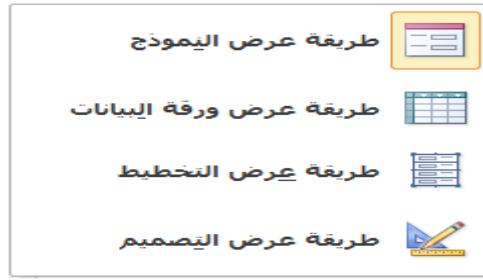 طريقة عرض النموذج
طريقة عرض ورقة البيانات
طريقة عرض التخطيط
طريقة عرض التصميم